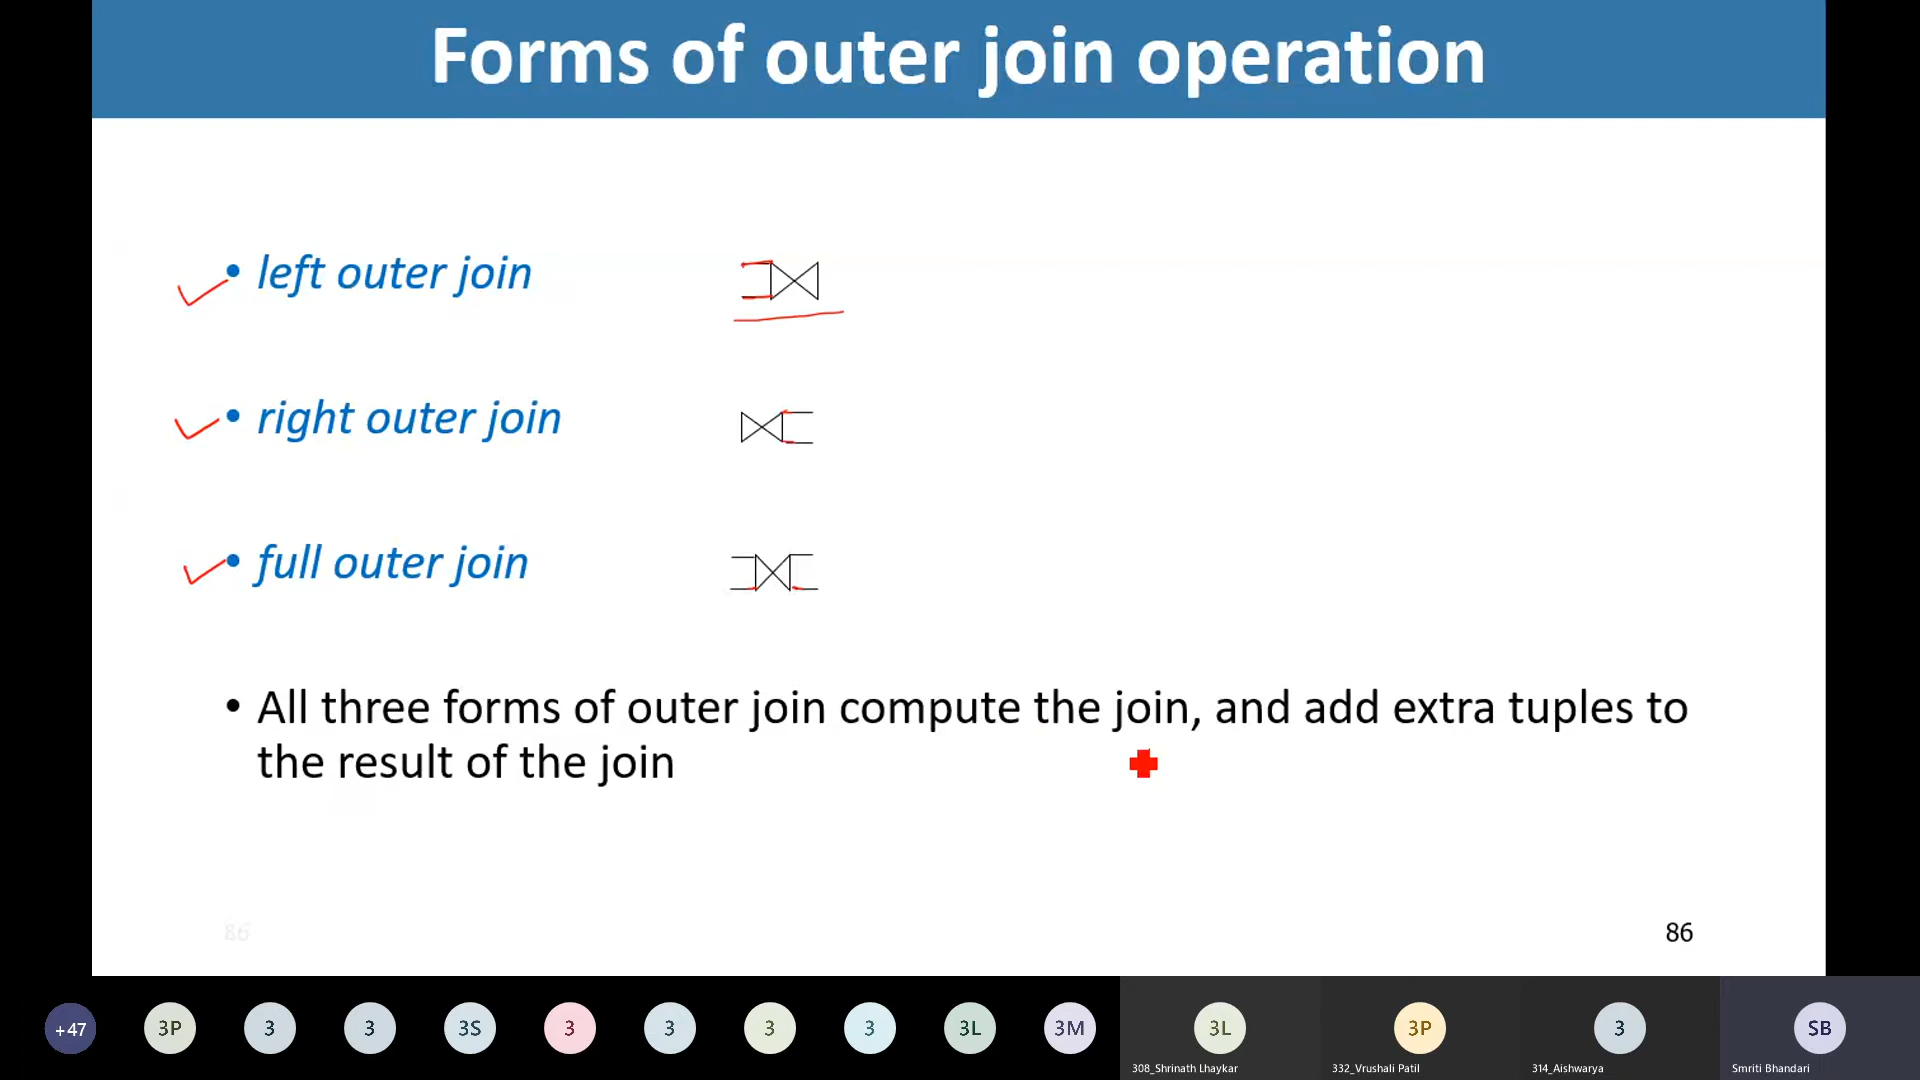 Forms of outer join operation
• left outer join
• right outer join
• full outer join
• All three forms of outer join compute the join, and add extra tuples to
the result of the join
86
86
+47
3P
3
3
3S
3
3
3
3
3L
3M
3L
3P
3
SB
308_Shrinath Lhaykar
332_Vrushali Patil
314_Aishwarya
Smriti Bhandari